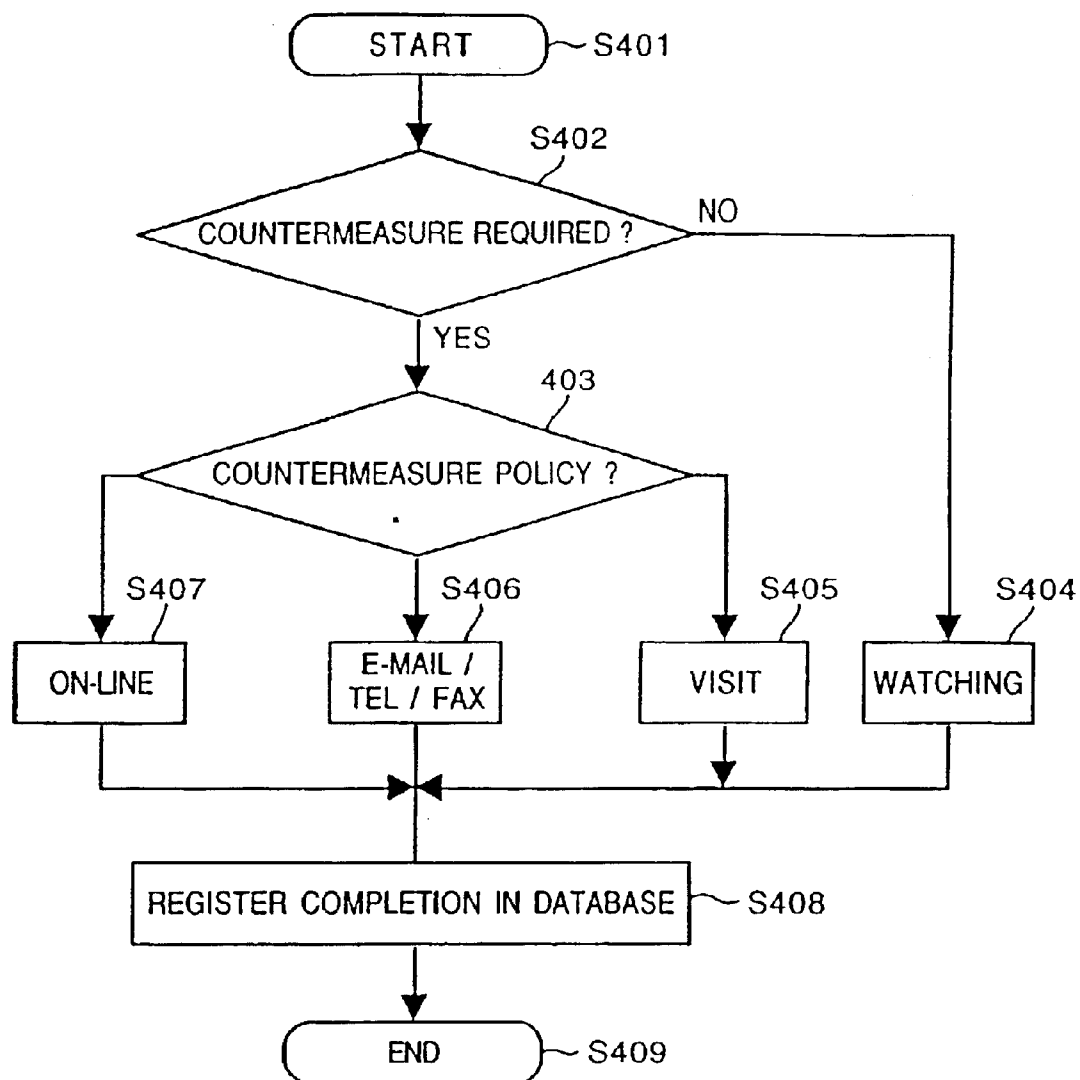 START
S401
S402
COUNTERMEASURE REQUIRED ?
NO
YES
403
COUNTERMEASURE POLICY ?
S407
S406
S405
S404
ON-LINE
E-MAIL /
TEL / FAX
VISIT
WATCHING
REGISTER COMPLETION IN DATABASE
S408
END
S409